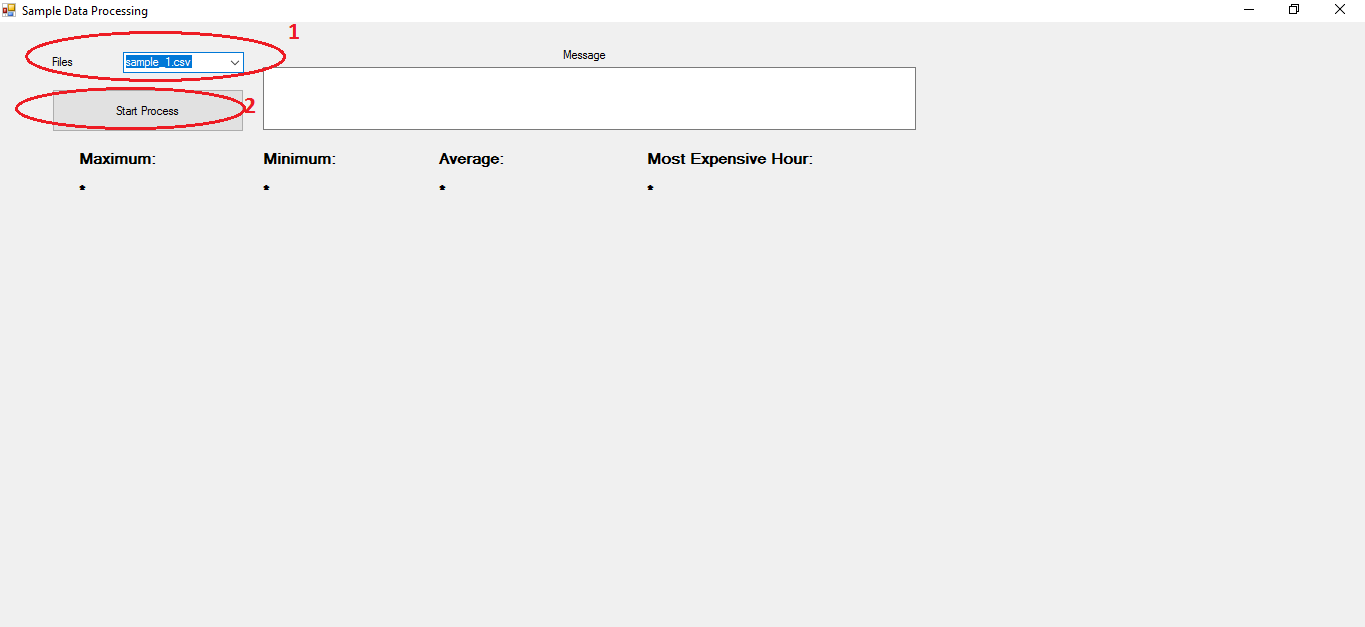 Sample Data Processing
1
Files sample_1.csv
Message
Start Process 2
Maximum: Minimum: Average: Most Expensive Hour:
* * * *